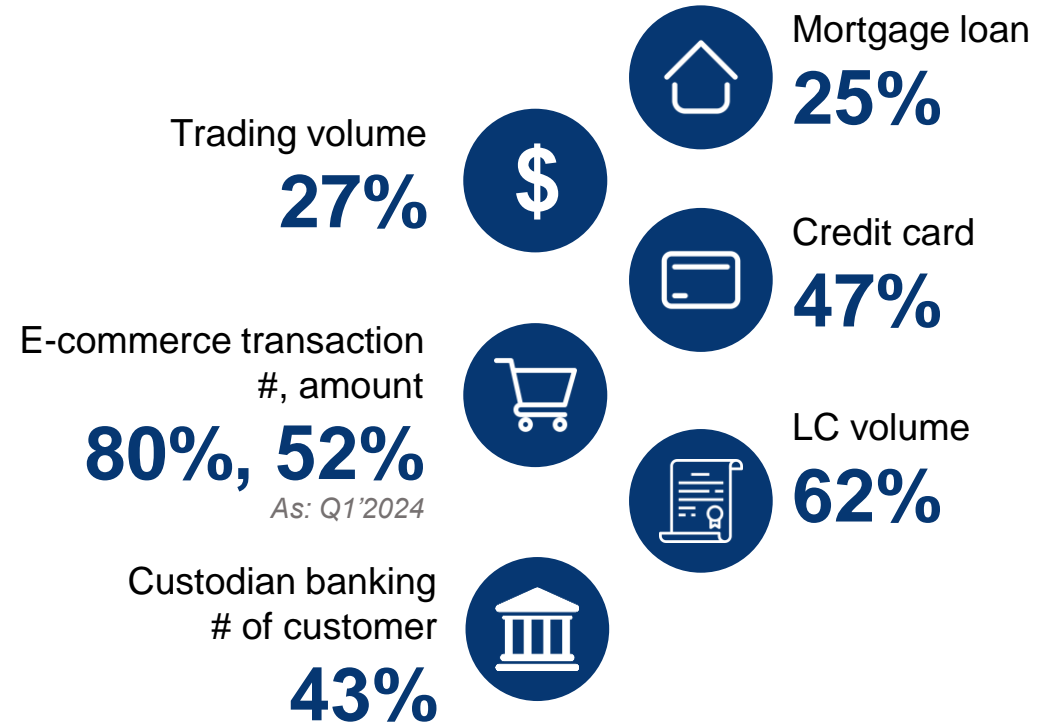 Mortgage loan
25%
Trading volume
27%
$
Credit card
47%
E-commerce transaction
#, amount
80%, 52%
As: Q1’2024
LC volume
62%
Custodian banking
# of customer
43%